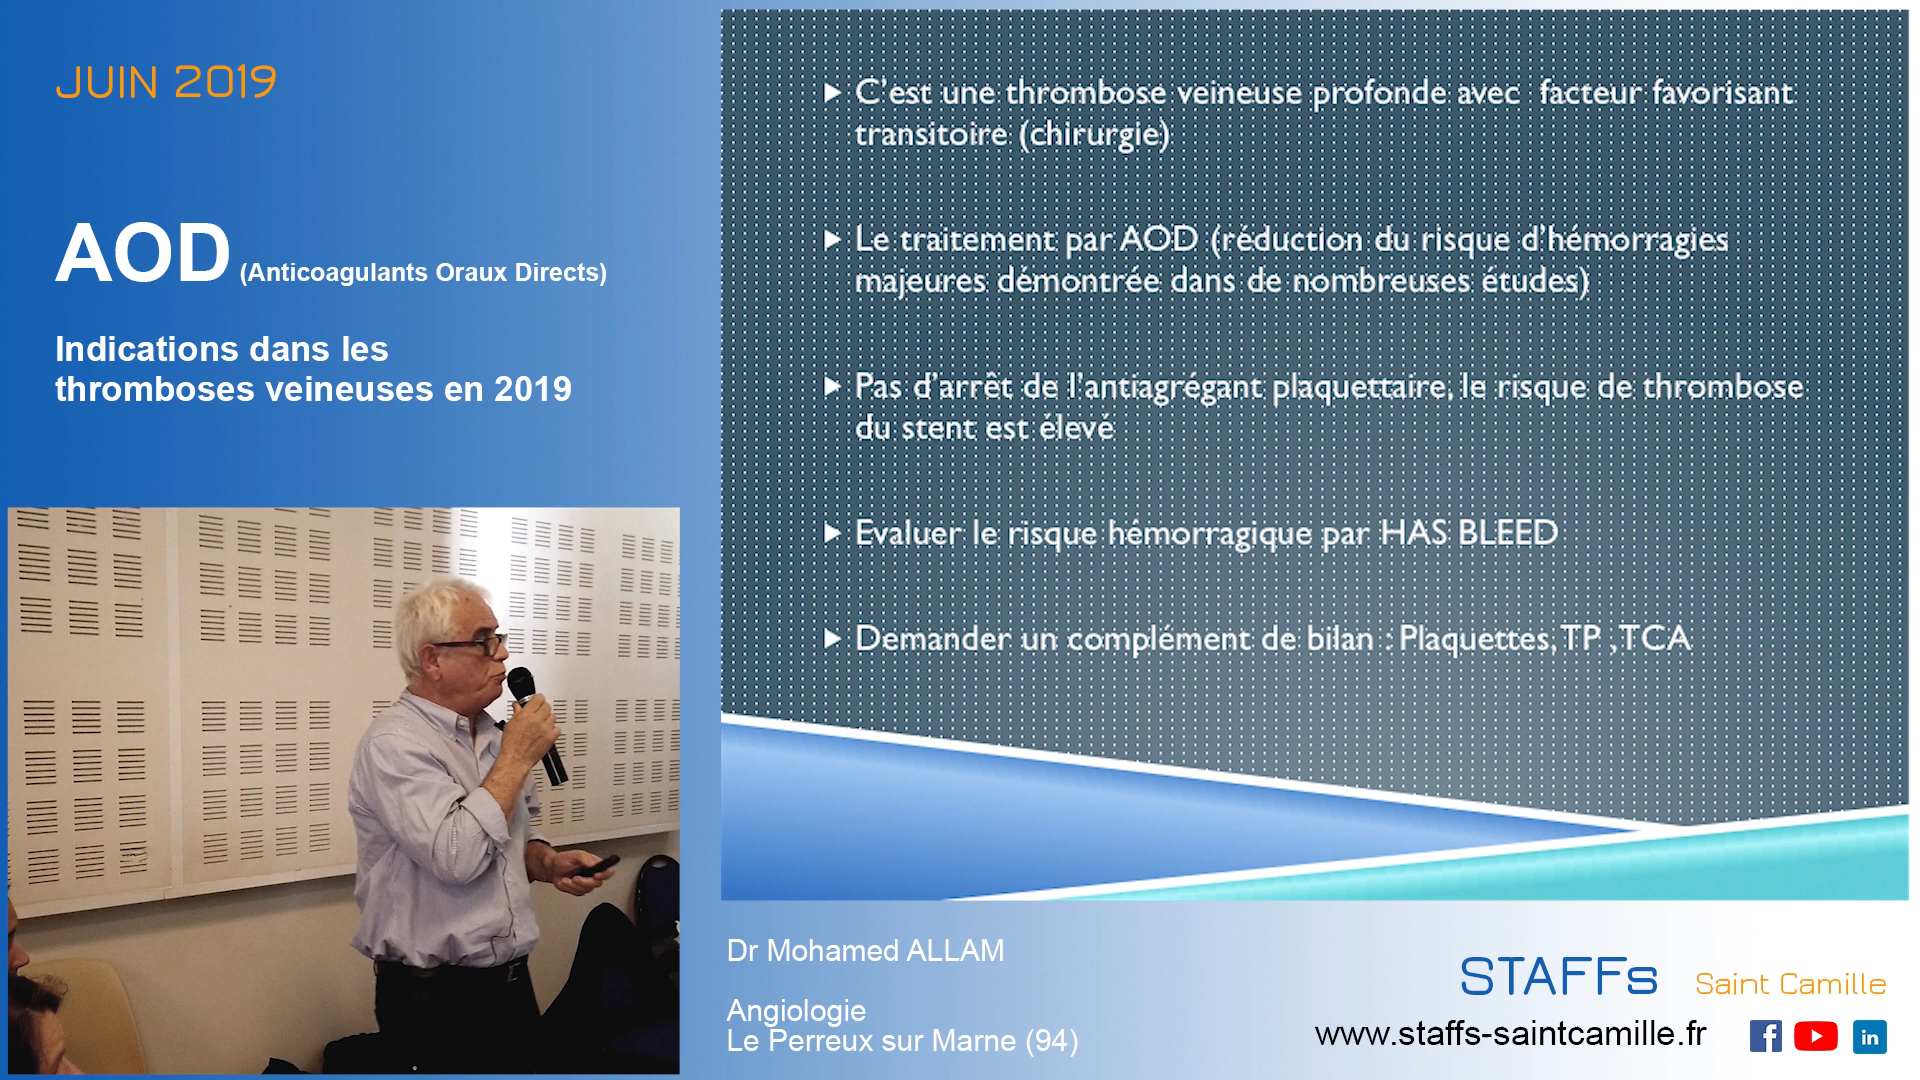 JUIN 2019
AOD (Anticoagulants Oraux Directs)
Indications dans les
thromboses veineuses en 2019
C’est une thrombose veineuse profonde avec facteur favorisant
transitoire (chirurgie)
Le traitement par AOD (réduction du risque d’hémorragies
majeures démontrée dans de nombreuses études)
Pas d’arrêt de l’antiagrégant plaquettaire, le risque de thrombose
du stent est élevé
Evaluer le risque hémorragique par HAS BLEED
Demander un complément de bilan : Plaquettes, TP , TCA
Dr Mohamed ALLAM
Angiologie
Le Perreux sur Marne (94)
STAFFs Saint Camille
www.staffs-saintcamille.fr